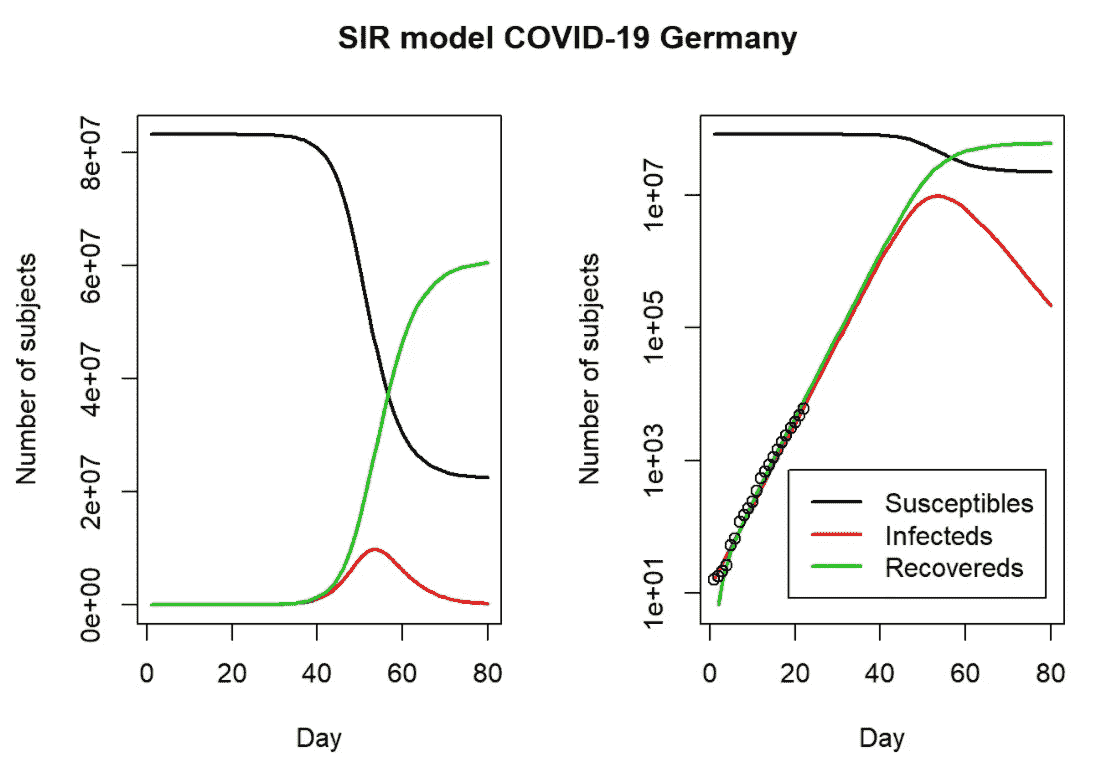 SIR model COVID-19 Germany
Number of subjects
8e+07
6e+07
4e+07
2e+07
0e+00
0 20 40 60 80
Day
Number of subjects
1e+07
1e+05
1e+03
1e+01
Susceptibles
Infecteds
Recovereds
0 20 40 60 80
Day